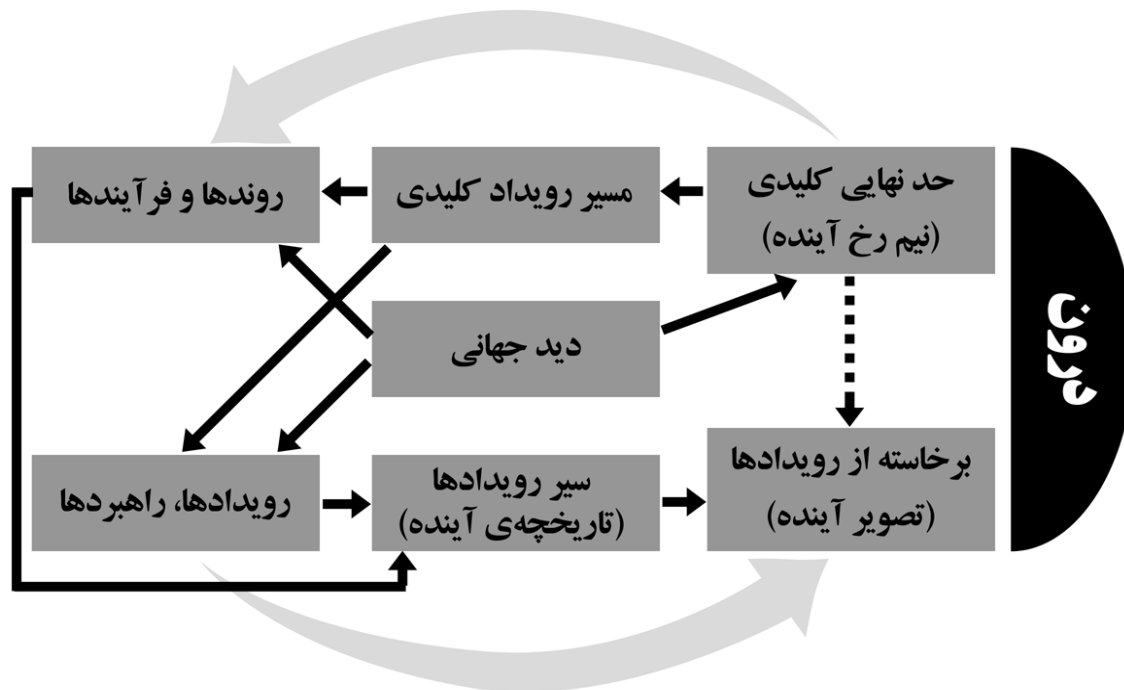 حد نهایی کلیدی
(نیم رخ آینده)
مسیر رویداد کلیدی
روندها و فرآیندها
دید جهانی
برخاسته از رویدادها
(تصویر آینده)
سیر رویدادها
(تاریخچه‌ی آینده)
رویدادها، راهبردها
درون